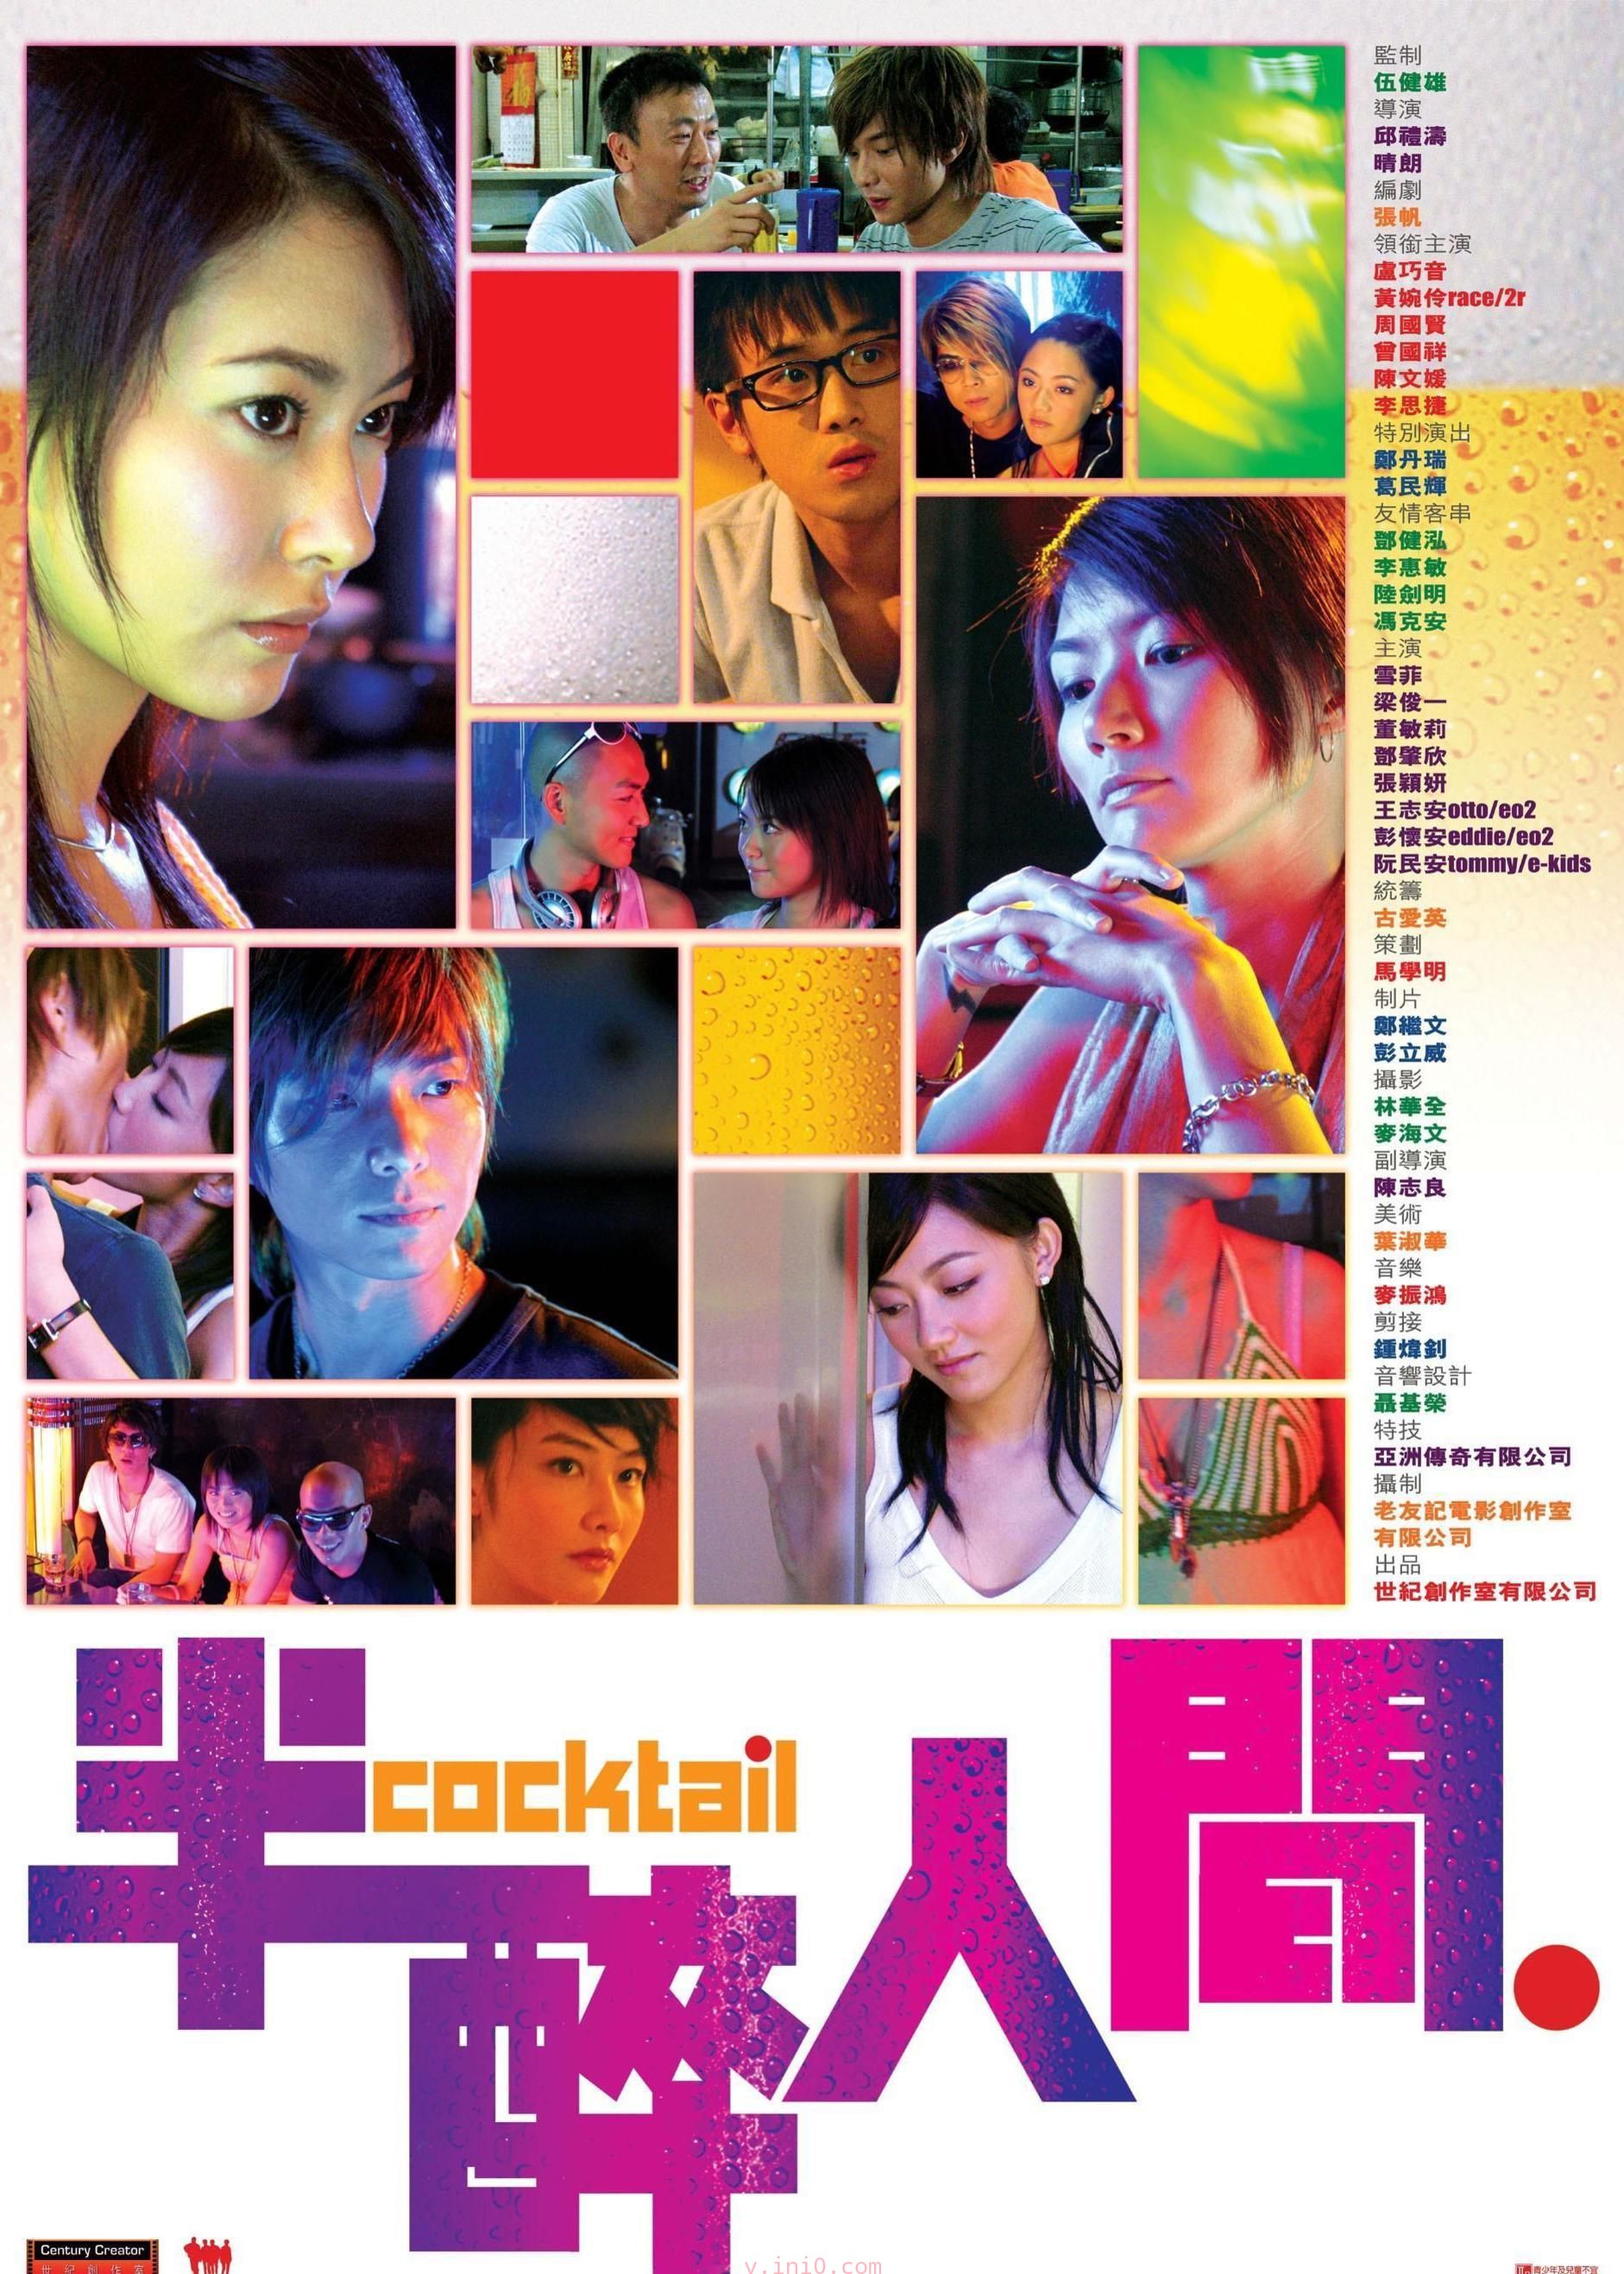 監制
伍健雄
導演
邱禮濤
晴朗
編劇
張帆
領銜主演
盧巧音
黃婉伶race/2r
周國賢
曾國祥
陳文媛
李思捷
特別演出
鄭丹瑞
葛民輝
友情客串
鄧健泓
李惠敏
陸劍明
馮克安
主演
雪菲
梁俊一
董敏莉
鄧肇欣
張穎妍
王志安otto/eo2
彭懷安eddie/eo2
阮民安tommy/e-kids
統籌
古愛英
策劃
馬學明
制片
鄭繼文
彭立威
攝影
林華全
麥海文
副導演
陳志良
美術
葉淑華
音樂
麥振鴻
剪接
鍾煒釗
音響設計
聶基榮
特技
亞洲傳奇有限公司
攝制
老友記電影創作室
有限公司
出品
世紀創作室有限公司
半醉人間
cocktail
Century Creator
世紀創作室
v.ini0.com
青少年及兒童不宜